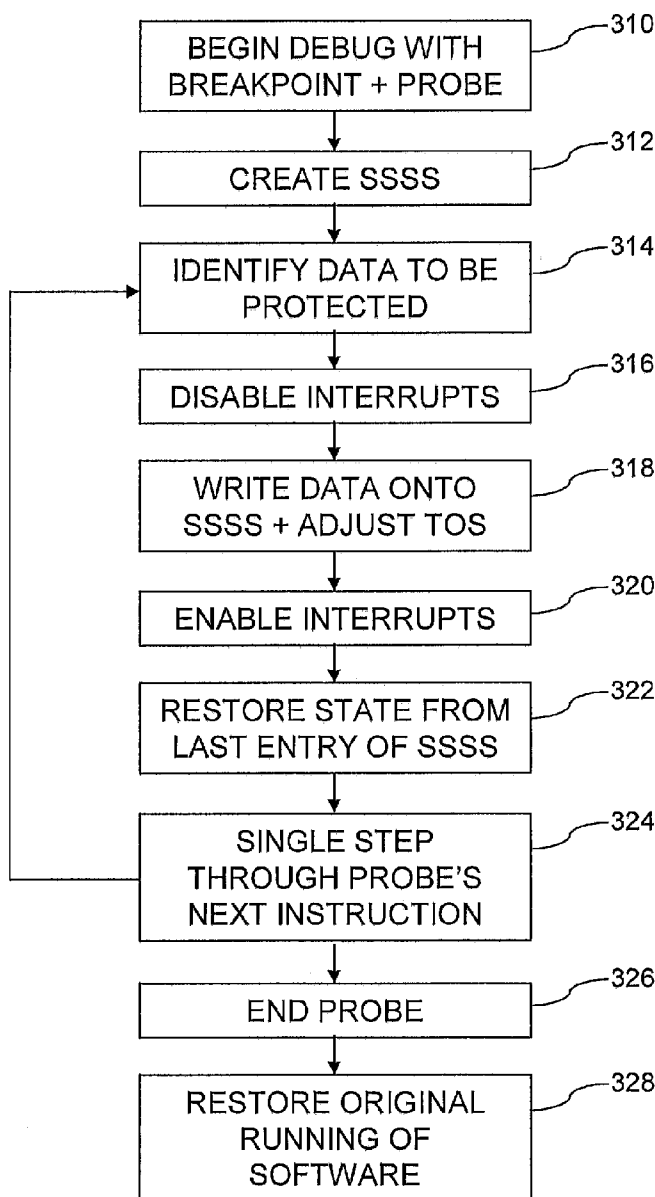 310
BEGIN DEBUG WITH
BREAKPOINT + PROBE
312
CREATE SSSS
314
IDENTIFY DATA TO BE
PROTECTED
316
DISABLE INTERRUPTS
318
WRITE DATA ONTO
SSSS + ADJUST TOS
320
ENABLE INTERRUPTS
322
RESTORE STATE FROM
LAST ENTRY OF SSSS
324
SINGLE STEP
THROUGH PROBE'S
NEXT INSTRUCTION
326
END PROBE
328
RESTORE ORIGINAL
RUNNING OF
SOFTWARE